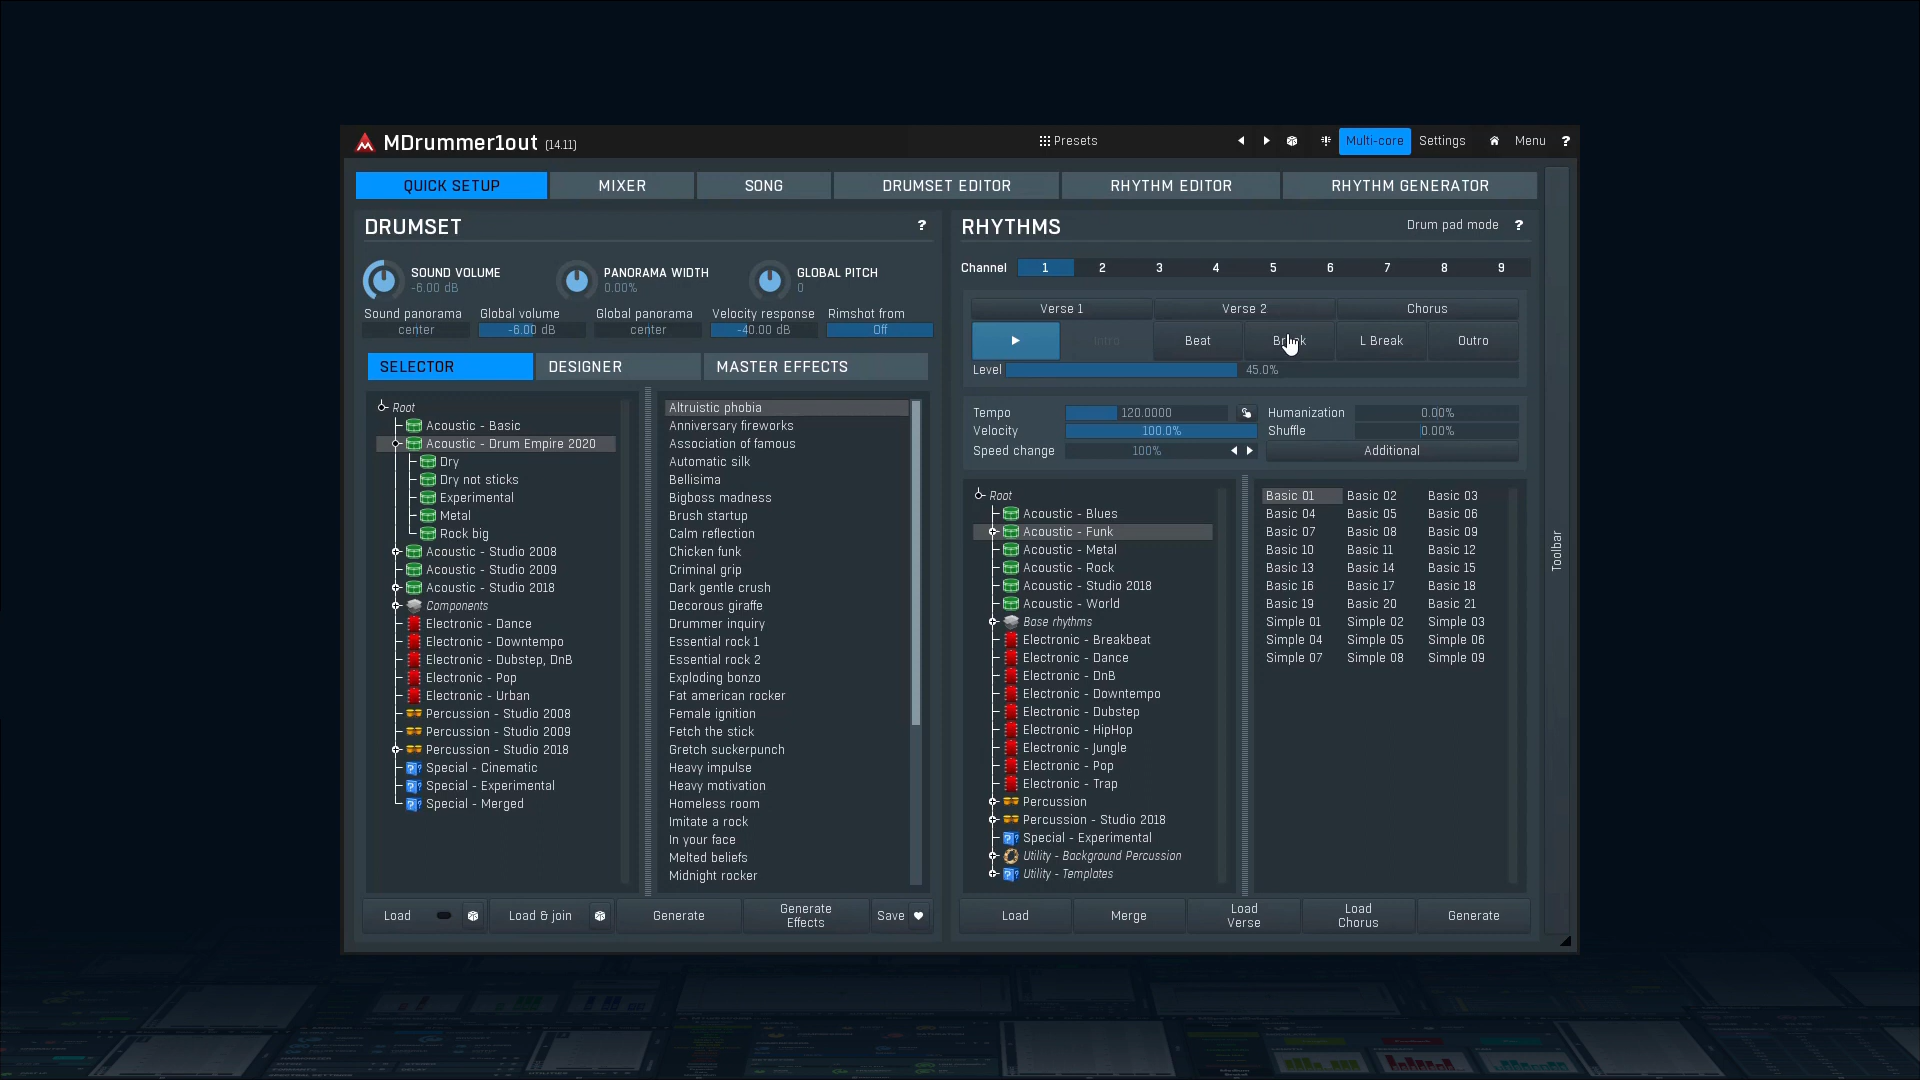 MDrummer1out (14.11)
Presets
Multi-core
Settings
Menu
?
QUICK SETUP
MIXER
SONG
DRUMSET EDITOR
RHYTHM EDITOR
RHYTHM GENERATOR
DRUMSET
?
SOUND VOLUME
-6.00 dB
PANORAMA WIDTH
0.00%
GLOBAL PITCH
0
Sound panorama
center
Global volume
-6.00 dB
Global panorama
center
Velocity response
-40.00 dB
Rimshot from
Off
SELECTOR
DESIGNER
MASTER EFFECTS
Root
Acoustic - Basic
Acoustic - Drum Empire 2020
Dry
Dry not sticks
Experimental
Metal
Rock big
Acoustic - Studio 2008
Acoustic - Studio 2009
Acoustic - Studio 2018
Components
Electronic - Dance
Electronic - Downtempo
Electronic - Dubstep, DnB
Electronic - Pop
Electronic - Urban
Percussion - Studio 2008
Percussion - Studio 2009
Percussion - Studio 2018
Special - Cinematic
Special - Experimental
Special - Merged
Altruistic phobia
Anniversary fireworks
Association of famous
Automatic silk
Bellisima
Bigboss madness
Brush startup
Calm reflection
Chicken funk
Criminal grip
Dark gentle crush
Decorous giraffe
Drummer inquiry
Essential rock 1
Essential rock 2
Exploding bonzo
Fat american rocker
Female ignition
Fetch the stick
Gretch suckerpunch
Heavy impulse
Heavy motivation
Homeless room
Imitate a rock
In your face
Melted beliefs
Midnight rocker
Load
Load & join
Generate
Generate
Effects
Save
RHYTHMS
Drum pad mode
?
Channel 1 2 3 4 5 6 7 8 9
Verse 1
Verse 2
Chorus
Intro
Beat
L Break
Outro
Level 45.0%
Tempo 120.0000
Humanization 0.00%
Velocity 100.0%
Shuffle 0.00%
Speed change 100%
Additional
Root
Acoustic - Blues
Acoustic - Funk
Acoustic - Metal
Acoustic - Rock
Acoustic - Studio 2018
Acoustic - World
Base rhythms
Electronic - Breakbeat
Electronic - Dance
Electronic - DnB
Electronic - Downtempo
Electronic - Dubstep
Electronic - HipHop
Electronic - Jungle
Electronic - Pop
Electronic - Trap
Percussion
Percussion - Studio 2018
Special - Experimental
Utility - Background Percussion
Utility - Templates
Basic 01 Basic 02 Basic 03
Basic 04 Basic 05 Basic 06
Basic 07 Basic 08 Basic 09
Basic 10 Basic 11 Basic 12
Basic 13 Basic 14 Basic 15
Basic 16 Basic 17 Basic 18
Basic 19 Basic 20 Basic 21
Simple 01 Simple 02 Simple 03
Simple 04 Simple 05 Simple 06
Simple 07 Simple 08 Simple 09
Load
Merge
Load
Verse
Load
Chorus
Generate
Toolbar